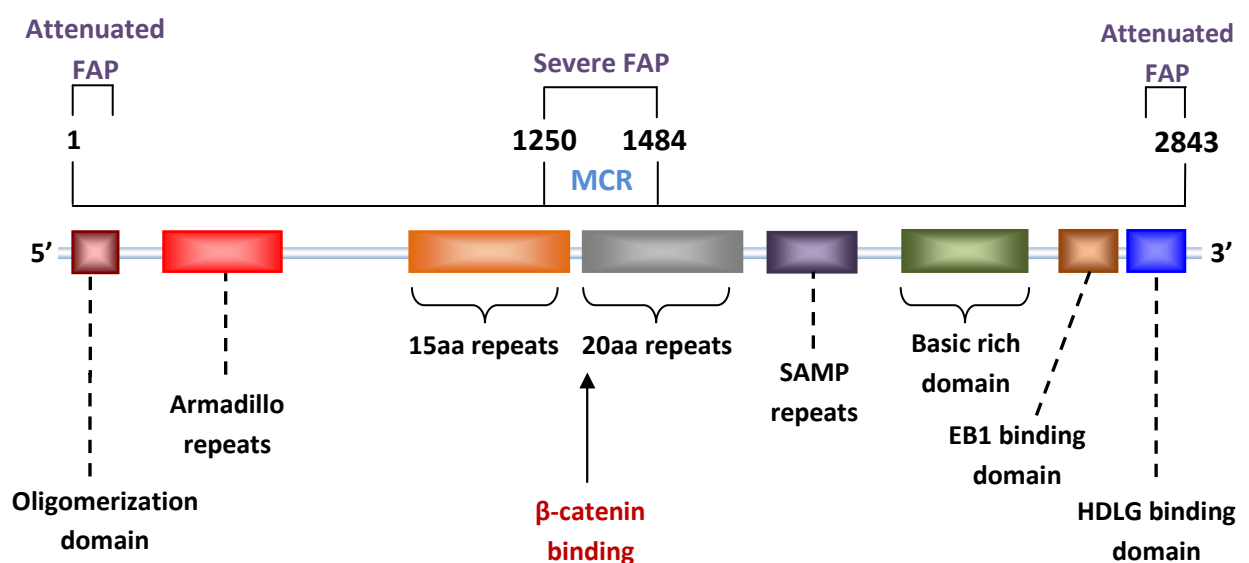 Attenuated
FAP
Severe FAP
Attenuated
FAP
1
1250
1484
2843
MCR
5’
3’
15aa repeats
20aa repeats
Basic rich
domain
SAMP
repeats
Armadillo
repeats
EB1 binding
domain
Oligomerization
domain
β-catenin
binding
HDLG binding
domain